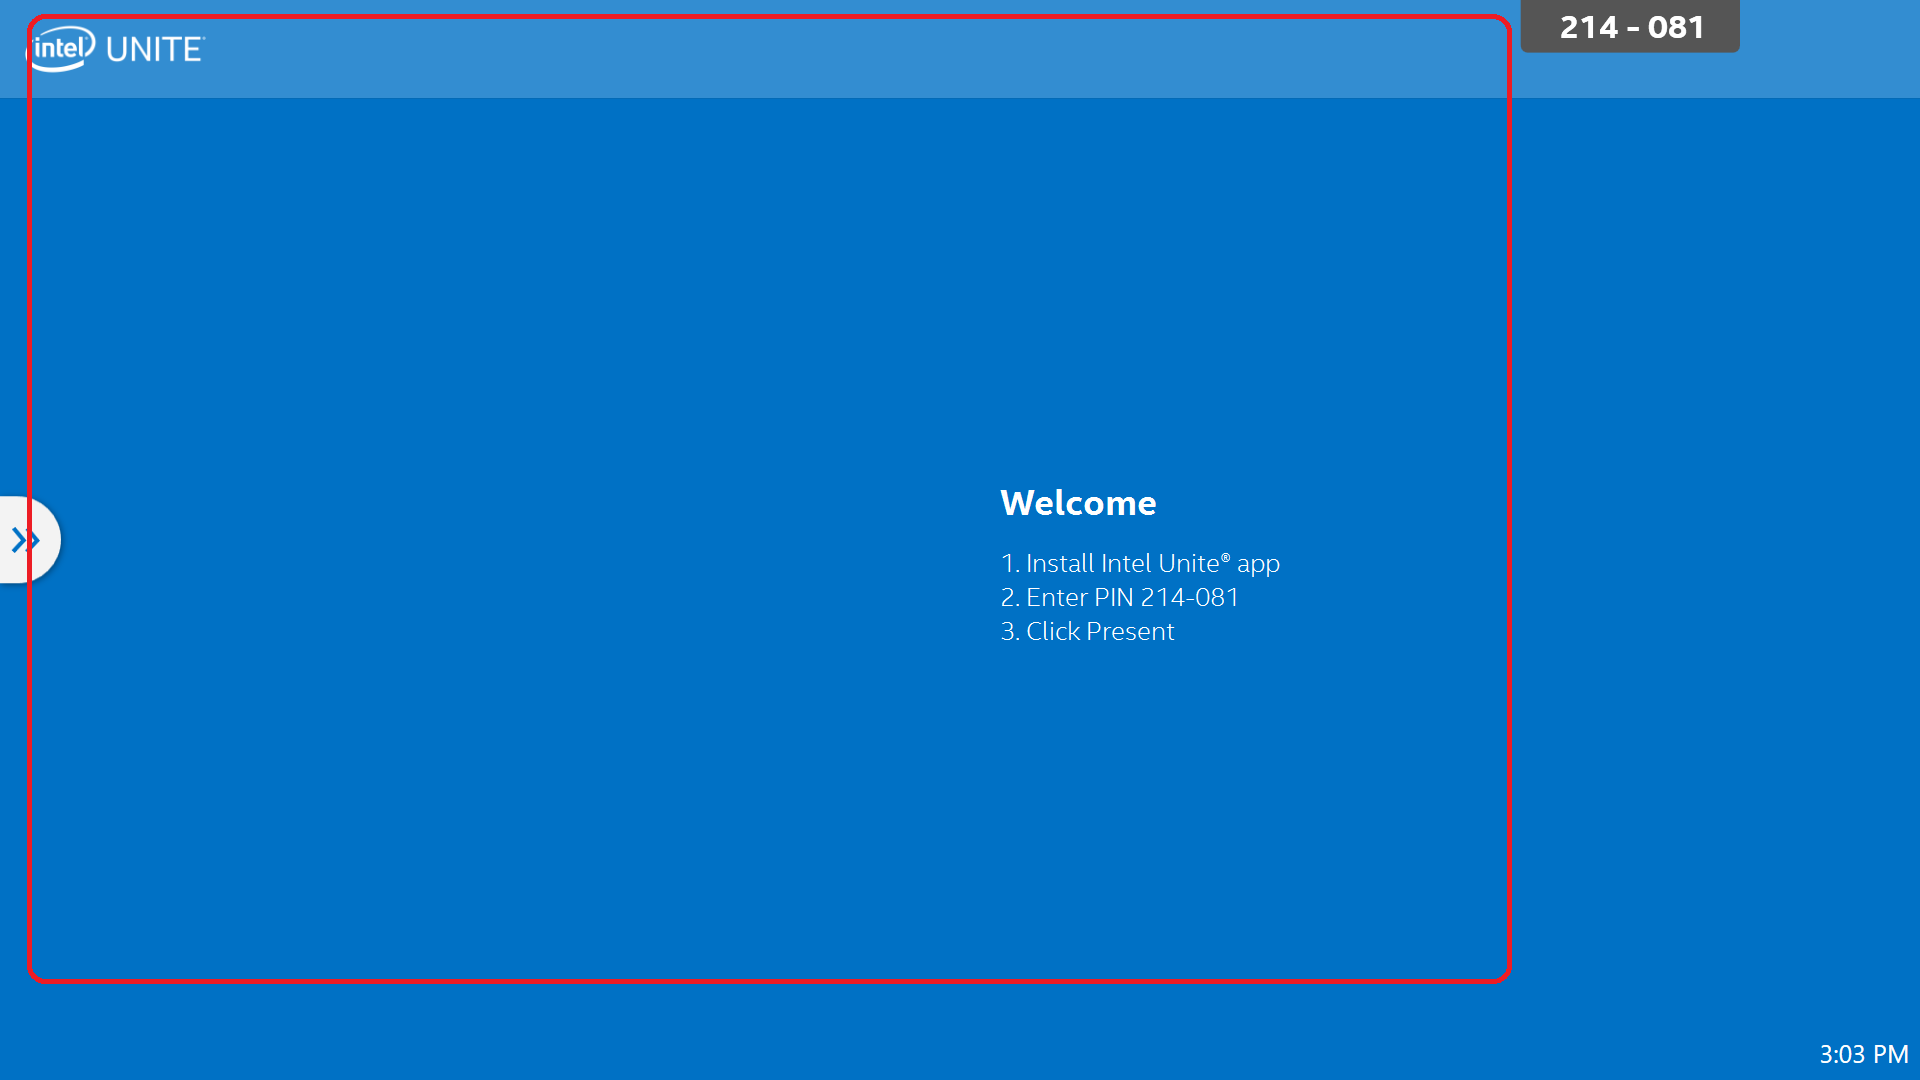 intel UNITE
214 - 081
Welcome
1. Install Intel Unite® app
2. Enter PIN 214-081
3. Click Present
3:03 PM